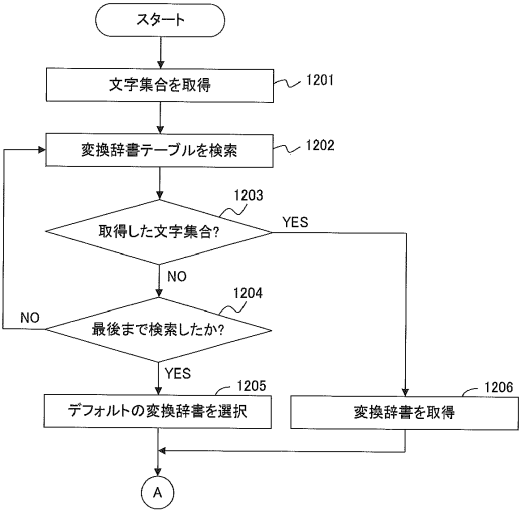 スタート
文字集合を取得
1201
変換辞書テーブルを検索
1202
1203
取得した文字集合?
YES
NO
1204
最後まで検索したか?
NO
YES
1205
デフォルトの変換辞書を選択
1206
変換辞書を取得
A